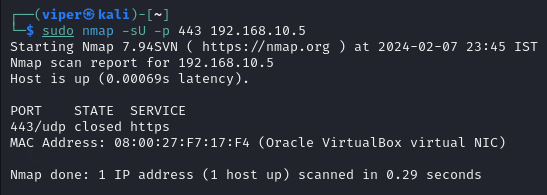 ┌──(viper㉿kali)-[~]
└─$ sudo nmap -sU -p 443 192.168.10.5
Starting Nmap 7.94SVN ( https://nmap.org ) at 2024-02-07 23:45 IST
Nmap scan report for 192.168.10.5
Host is up (0.00069s latency).
PORT    STATE  SERVICE
443/udp closed https
MAC Address: 08:00:27:F7:17:F4 (Oracle VirtualBox virtual NIC)
Nmap done: 1 IP address (1 host up) scanned in 0.29 seconds